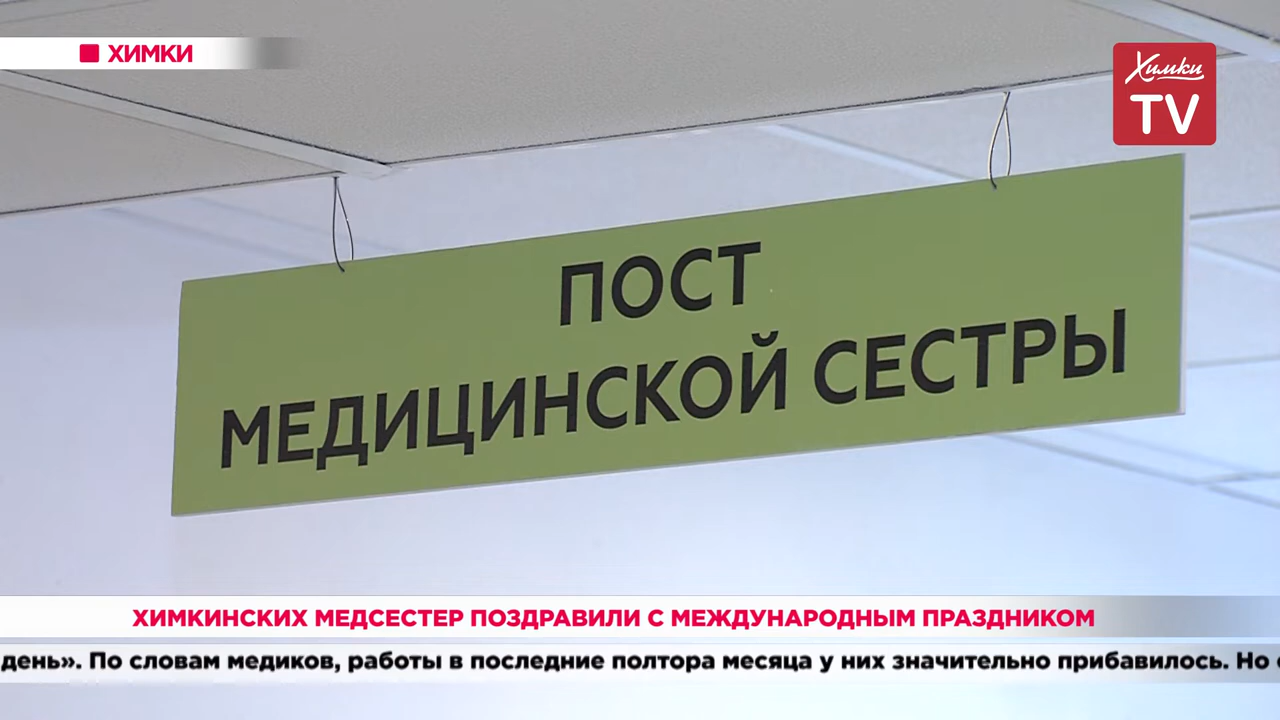 ХИМКИ
Химки
TV
ПОСТ
МЕДИЦИНСКОЙ СЕСТРЫ
ХИМКИНСКИХ МЕДСЕСТЕР ПОЗДРАВИЛИ С МЕЖДУНАРОДНЫМ ПРАЗДНИКОМ
день». По словам медиков, работы в последние полтора месяца у них значительно прибавилось. Но